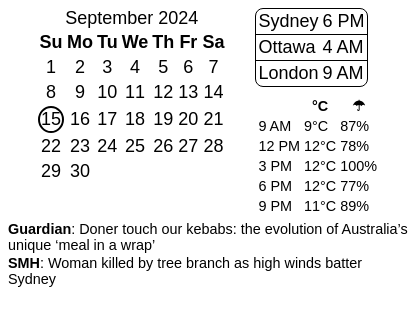 September 2024
Su Mo Tu We Th Fr Sa
1 2 3 4 5 6 7
8 9 10 11 12 13 14
15 16 17 18 19 20 21
22 23 24 25 26 27 28
29 30
Sydney 6 PM
Ottawa 4 AM
London 9 AM
°C ☂
9 AM 9°C 87%
12 PM 12°C 78%
3 PM 12°C 100%
6 PM 12°C 77%
9 PM 11°C 89%
Guardian: Doner touch our kebabs: the evolution of Australia’s
unique ‘meal in a wrap’
SMH: Woman killed by tree branch as high winds batter
Sydney